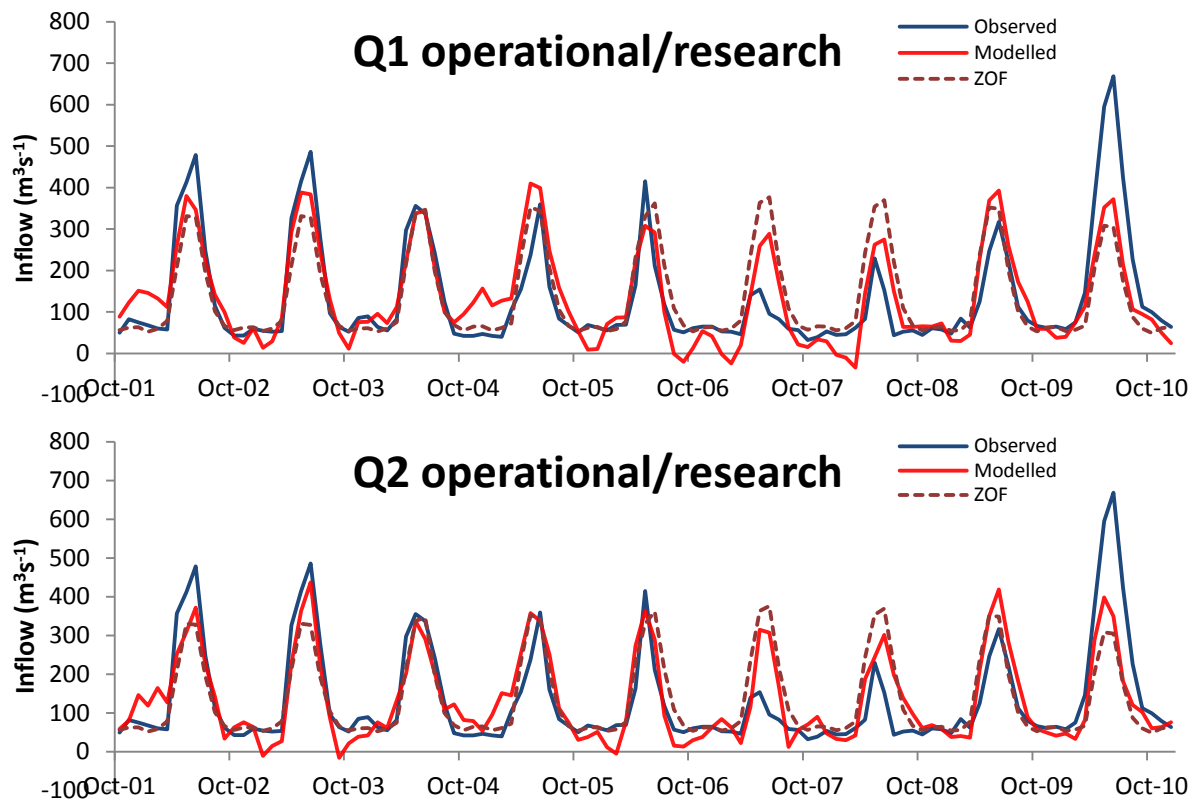 800
700
600
500
400
300
200
100
0
-100
Inflow (m³s⁻¹)
Q1 operational/research
Observed
Modelled
ZOF
Oct-01 Oct-02 Oct-03 Oct-04 Oct-05 Oct-06 Oct-07 Oct-08 Oct-09 Oct-10
800
700
600
500
400
300
200
100
0
-100
Inflow (m³s⁻¹)
Q2 operational/research
Observed
Modelled
ZOF
Oct-01 Oct-02 Oct-03 Oct-04 Oct-05 Oct-06 Oct-07 Oct-08 Oct-09 Oct-10